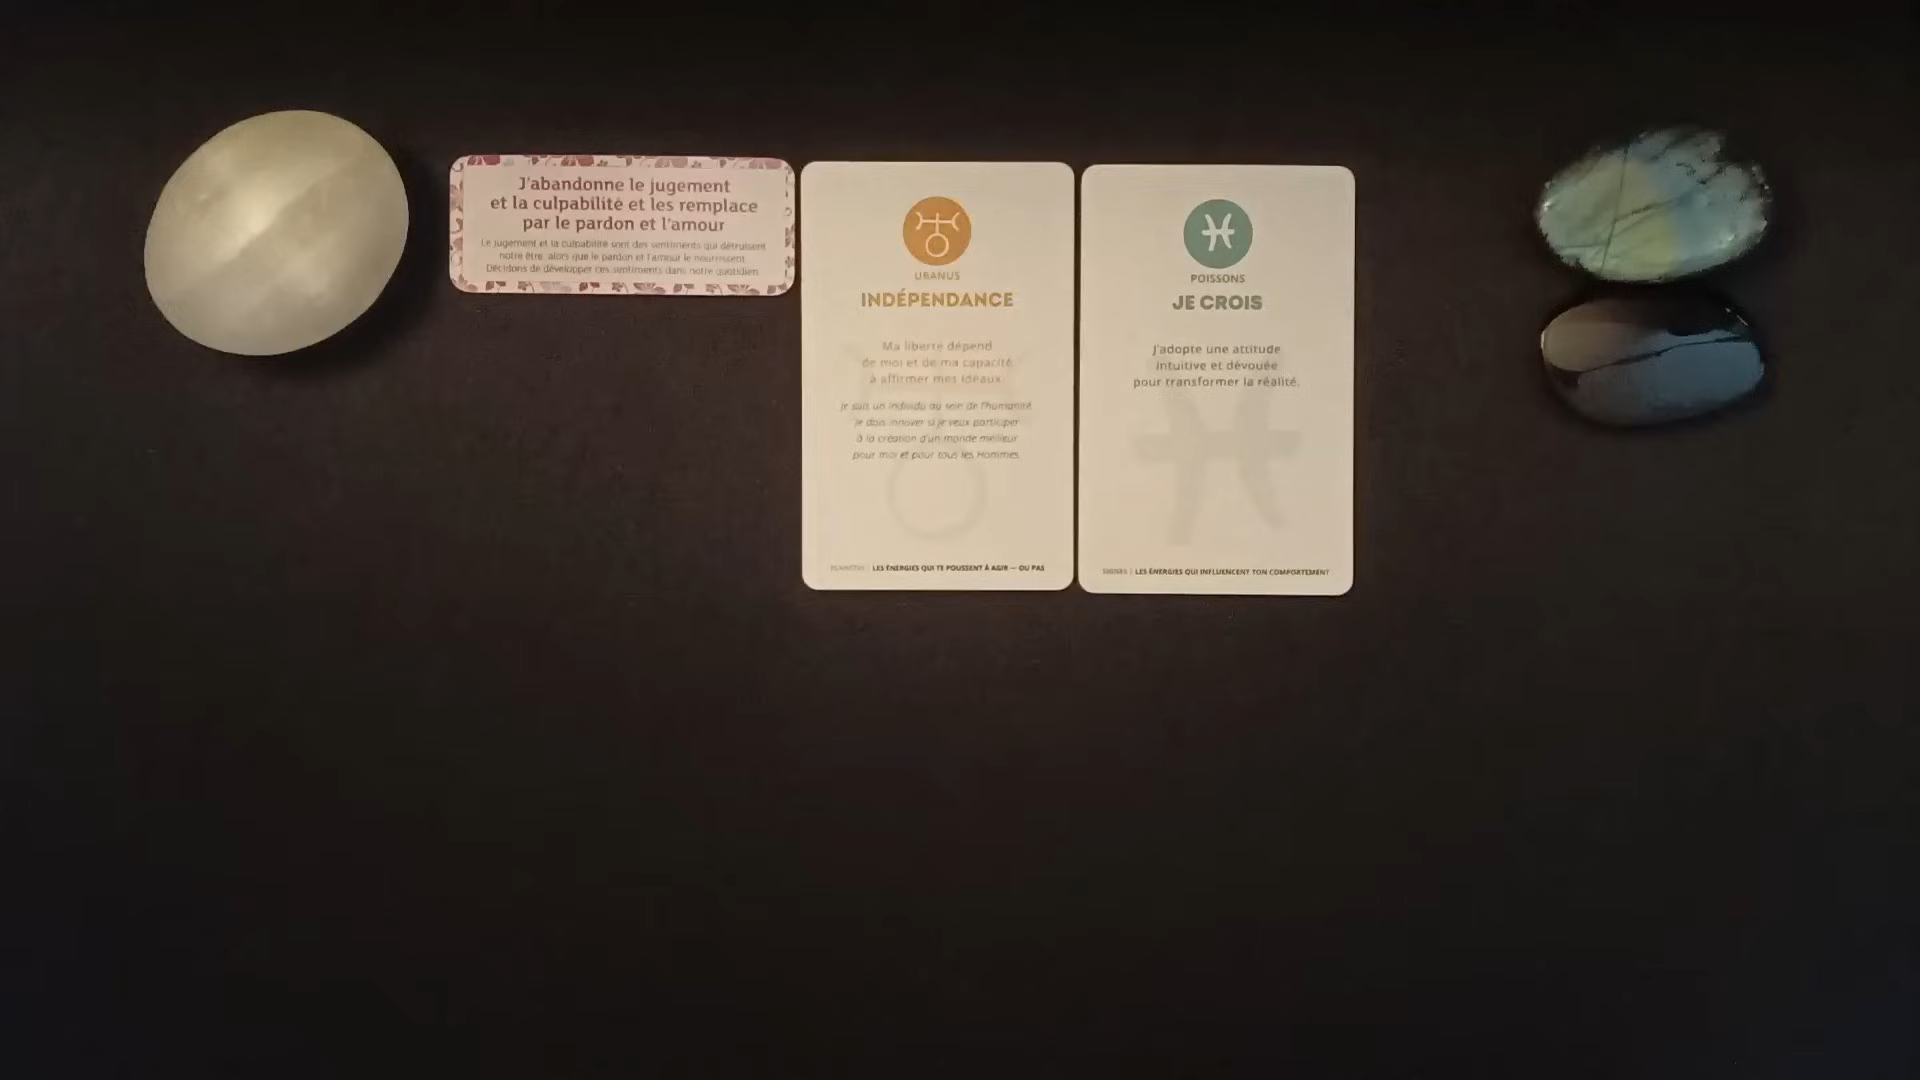 J'abandonne le jugement
et la culpabilité et les remplace
par le pardon et l'amour
Le jugement et la culpabilité sont des sentiments qui détruisent
notre être, alors que le pardon et l'amour le nourrissent.
Décidons de développer ces sentiments dans notre quotidien.
URANUS
INDÉPENDANCE
Ma liberté dépend
de moi et de ma capacité
à affirmer mes idéaux.
Je suis un individu au sein de l'humanité.
Je dois innover si je veux participer
à la création d'un monde meilleur
pour moi et pour tous les Hommes.
PLANÈTES | LES ÉNERGIES QUI TE POUSSENT À AGIR — OU PAS
POISSONS
JE CROIS
J'adopte une attitude
intuitive et dévouée
pour transformer la réalité.
SIGNES | LES ÉNERGIES QUI INFLUENCENT TON COMPORTEMENT